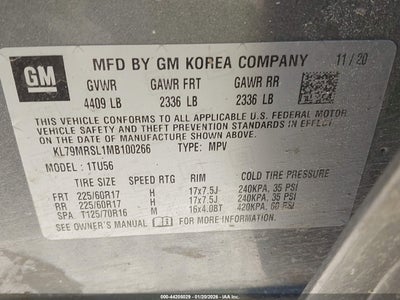 GM
MFD BY GM KOREA COMPANY 11/20
GVWR GAWR FRT GAWR RR
4409 LB 2336 LB 2336 LB
THIS VEHICLE CONFORMS TO ALL APPLICABLE U.S. FEDERAL MOTOR
VEHICLE SAFETY, BUMPER, AND THEFT PREVENTION STANDARDS IN EFFECT
ON THE DATE OF MANUFACTURE SHOWN ABOVE.
KL79MRSL1MB100266 TYPE: MPV
MODEL: 1TU56
TIRE SIZE SPEED RTG RIM COLD TIRE PRESSURE
FRT 225/60R17 H 17x7.5J 240KPA, 35 PSI
RR 225/60R17 H 17x7.5J 240KPA, 35 PSI
SPA T125/70R16 M 16x4.0BT 420KPA, 60 PSI
SEE OWNER'S MANUAL FOR MORE INFORMATION.
000-44208029 - 01/20/2026 - IAA Inc.